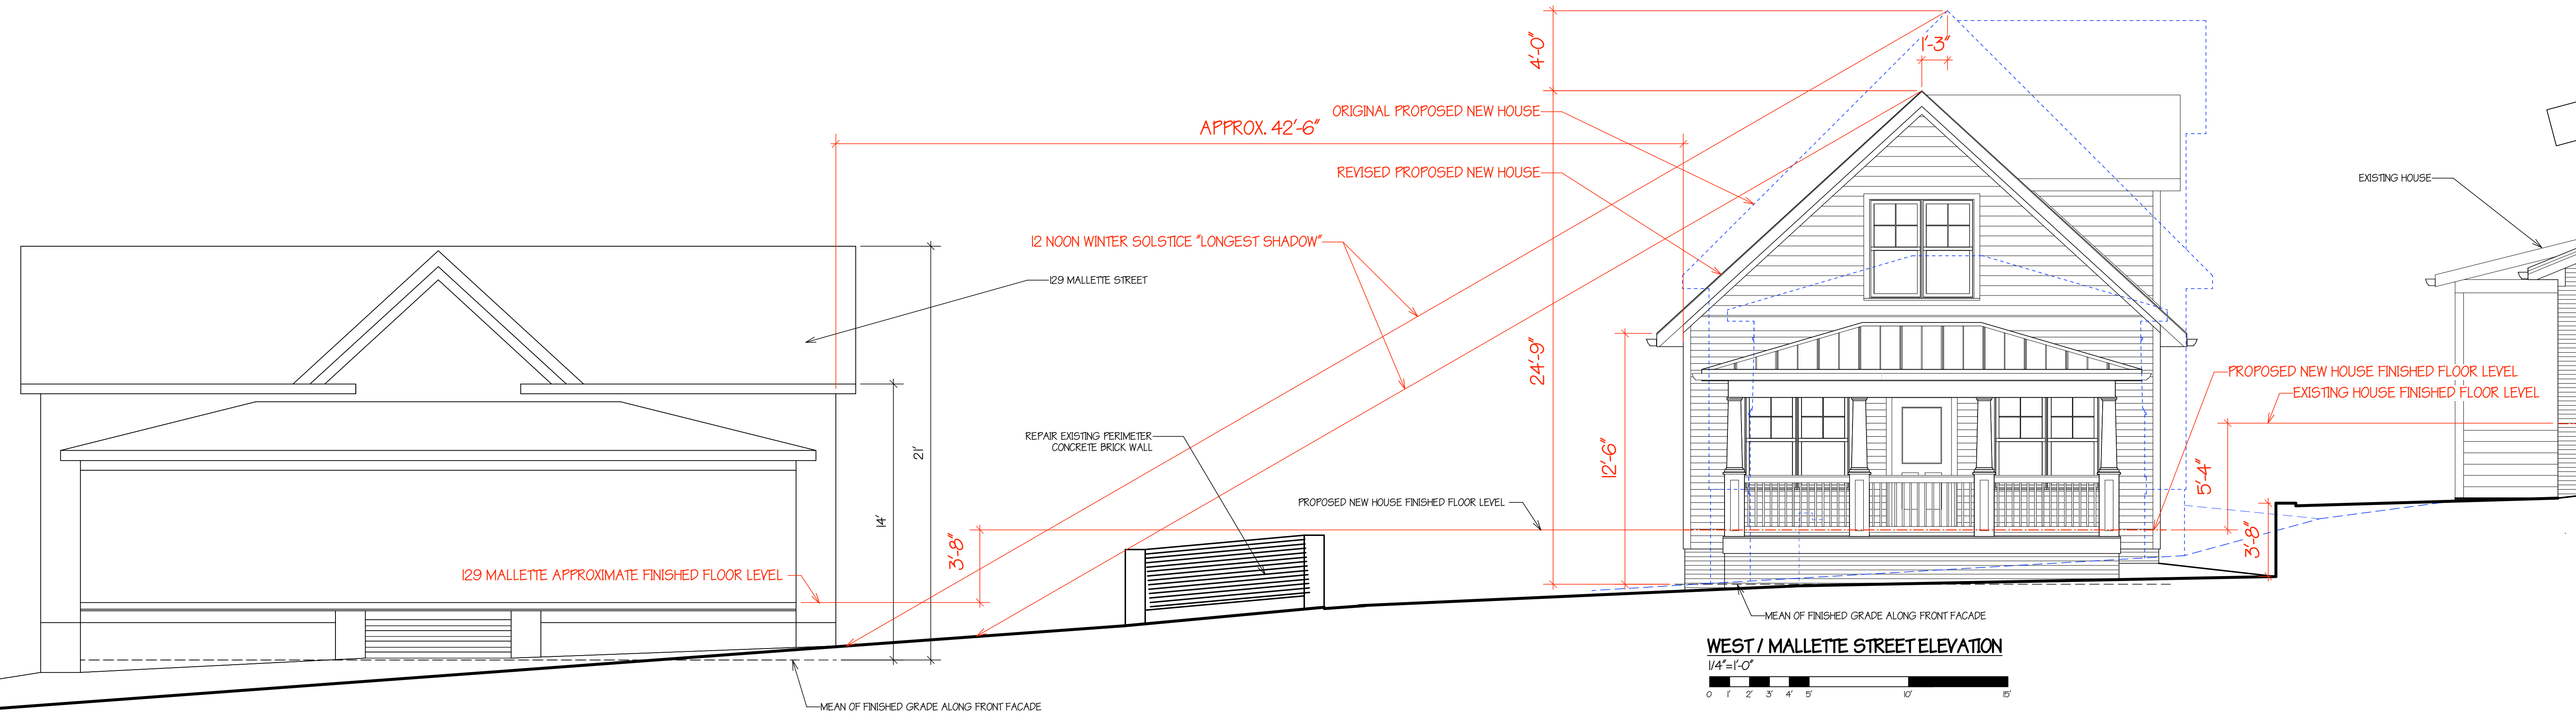 4'-0"
1'-3"
ORIGINAL PROPOSED NEW HOUSE
APPROX. 42'-6"
REVISED PROPOSED NEW HOUSE
EXISTING HOUSE
12 NOON WINTER SOLSTICE "LONGEST SHADOW"
129 MALLETTE STREET
24'-9"
PROPOSED NEW HOUSE FINISHED FLOOR LEVEL
EXISTING HOUSE FINISHED FLOOR LEVEL
21'
REPAIR EXISTING PERIMETER
CONCRETE BRICK WALL
12'-6"
5'-4"
PROPOSED NEW HOUSE FINISHED FLOOR LEVEL
14'
3'-8"
3'-8"
129 MALLETTE APPROXIMATE FINISHED FLOOR LEVEL
MEAN OF FINISHED GRADE ALONG FRONT FACADE
WEST / MALLETTE STREET ELEVATION
1/4"=1'-0"
0 1' 2' 3' 4' 5' 10' 15'
MEAN OF FINISHED GRADE ALONG FRONT FACADE